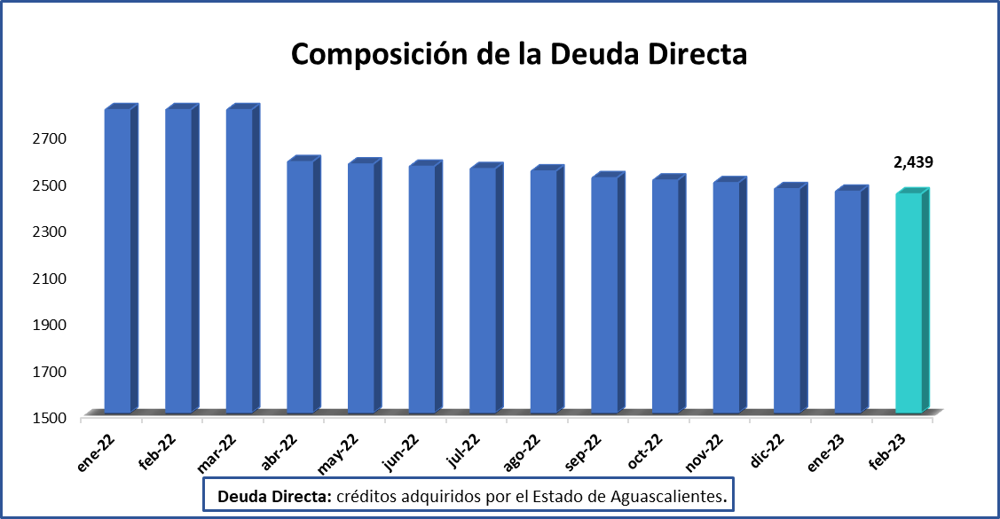 Composición de la Deuda Directa
2700
2500
2300
2100
1900
1700
1500
2,439
ene-22
feb-22
mar-22
abr-22
may-22
jun-22
jul-22
ago-22
sep-22
oct-22
nov-22
dic-22
ene-23
feb-23
Deuda Directa: créditos adquiridos por el Estado de Aguascalientes.